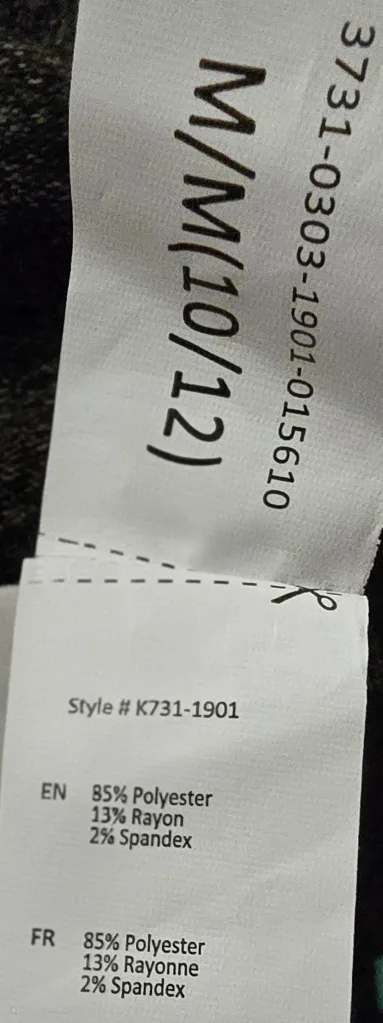 3731-0303-1901-015610
M/M(10/12)
Style # K731-1901
EN 85% Polyester
13% Rayon
2% Spandex
FR 85% Polyester
13% Rayonne
2% Spandex